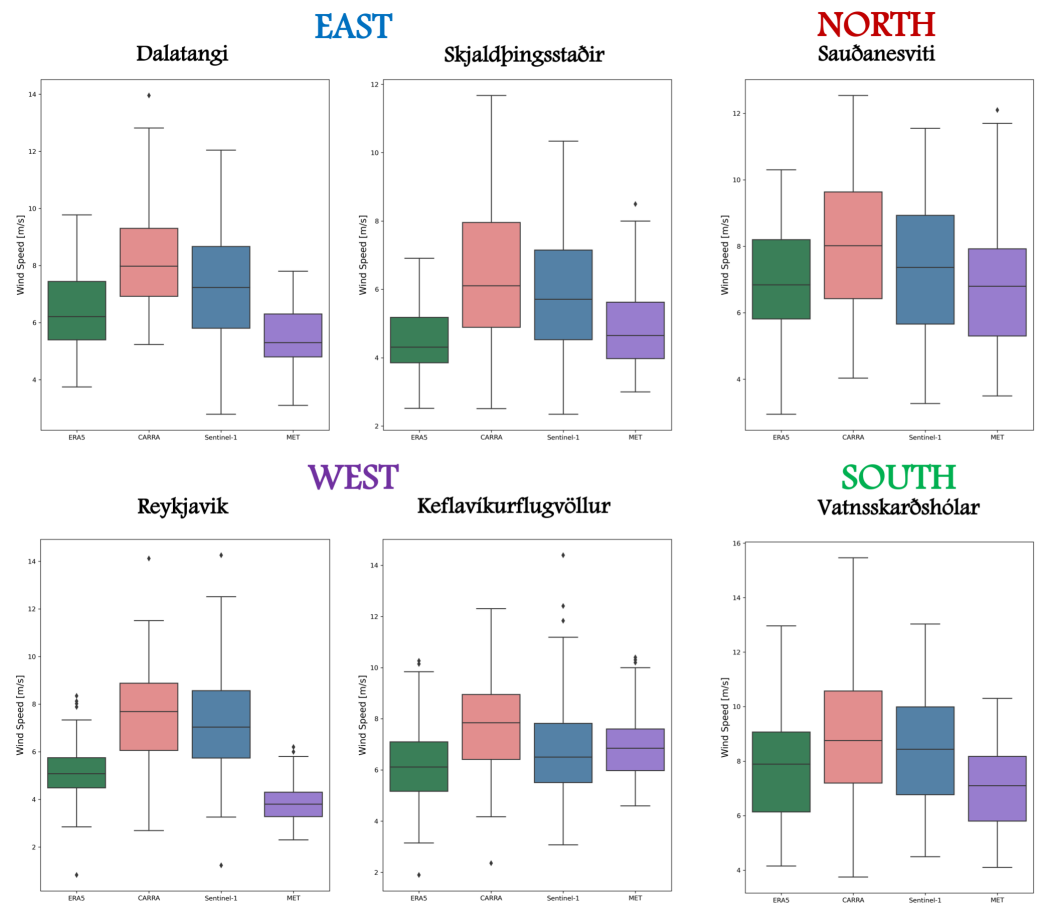 EAST
NORTH
Dalatangi
Skjaldþingsstaðir
Sauðanesviti
14
12
10
8
6
4
Wind Speed [m/s]
ERA5
CARRA
Sentinel-1
MET
12
10
8
6
4
2
Wind Speed [m/s]
ERA5
CARRA
Sentinel-1
MET
12
10
8
6
4
Wind Speed [m/s]
ERA5
CARRA
Sentinel-1
MET
WEST
SOUTH
Reykjavik
Keflavíkurflugvöllur
Vatnsskarðshólar
14
12
10
8
6
4
2
Wind Speed [m/s]
ERA5
CARRA
Sentinel-1
MET
14
12
10
8
6
4
2
Wind Speed [m/s]
ERA5
CARRA
Sentinel-1
MET
16
14
12
10
8
6
4
Wind Speed [m/s]
ERA5
CARRA
Sentinel-1
MET